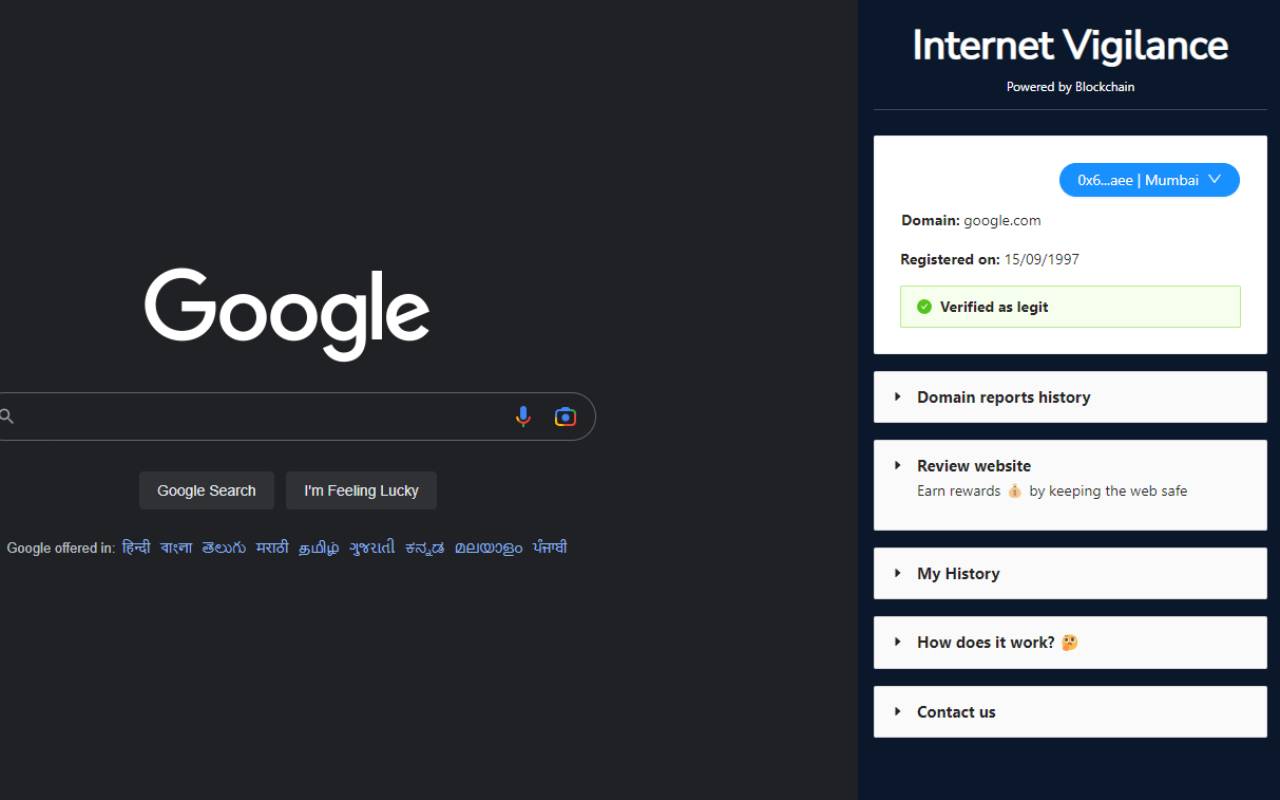 Google
Google Search
I'm Feeling Lucky
Google offered in: हिन्दी বাংলা తెలుగు मराठी தமிழ் ગુજરાતી ಕನ್ನಡ മലയാളം ਪੰਜਾਬੀ
Internet Vigilance
Powered by Blockchain
0x6...aee | Mumbai
Domain: google.com
Registered on: 15/09/1997
Verified as legit
Domain reports history
Review website
Earn rewards 💰 by keeping the web safe
My History
How does it work? 🤔
Contact us